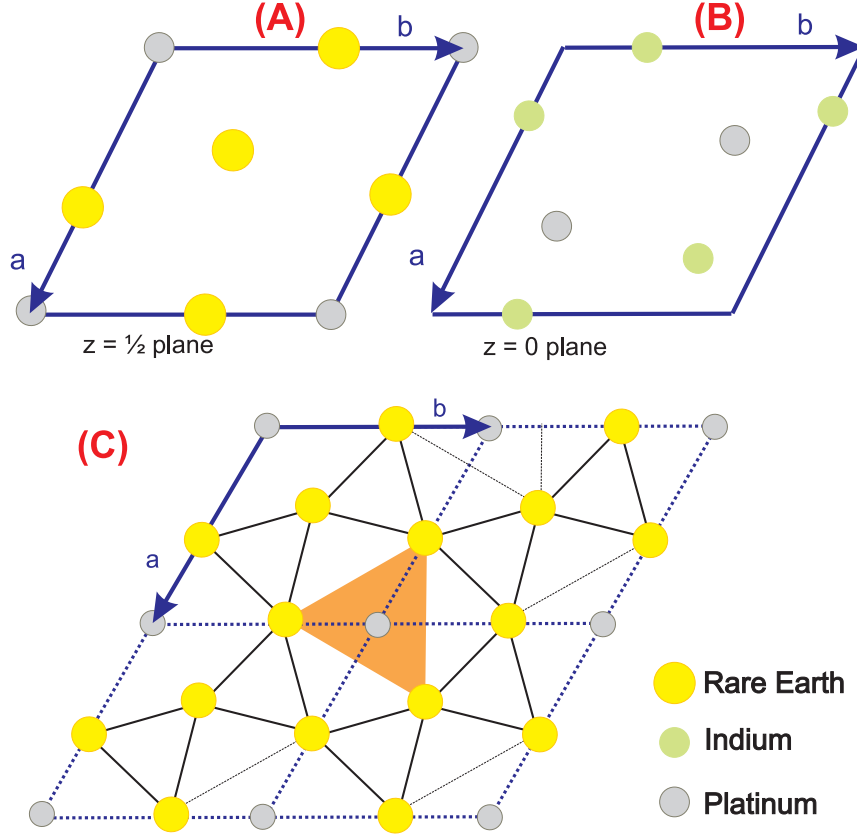 (A)
b
a
z = ½ plane
(B)
b
a
z = 0 plane
(C)
b
a
Rare Earth
Indium
Platinum